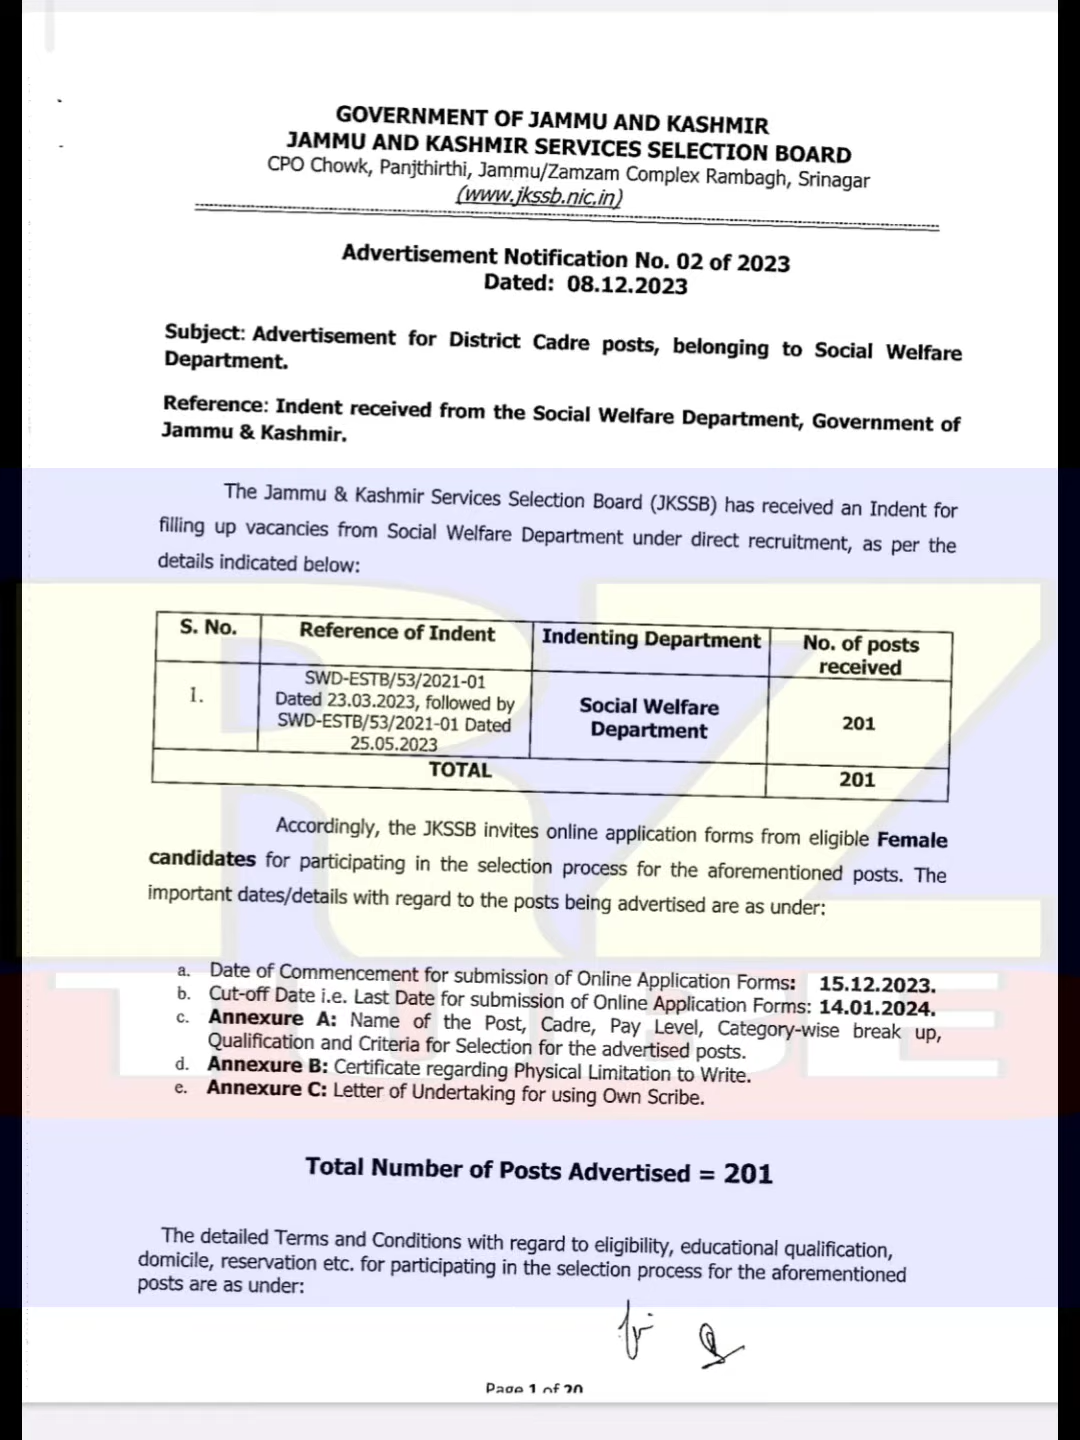 GOVERNMENT OF JAMMU AND KASHMIR
JAMMU AND KASHMIR SERVICES SELECTION BOARD
CPO Chowk, Panjthirthi, Jammu/Zamzam Complex Rambagh, Srinagar
(www.jkssb.nic.in)
Advertisement Notification No. 02 of 2023
Dated: 08.12.2023
Subject: Advertisement for District Cadre posts, belonging to Social Welfare
Department.
Reference: Indent received from the Social Welfare Department, Government of
Jammu & Kashmir.
The Jammu & Kashmir Services Selection Board (JKSSB) has received an Indent for
filling up vacancies from Social Welfare Department under direct recruitment, as per the
details indicated below:
S. No. Reference of Indent Indenting Department No. of posts
received
1. SWD-ESTB/53/2021-01
Dated 23.03.2023, followed by
SWD-ESTB/53/2021-01 Dated
25.05.2023
Social Welfare
Department
201
TOTAL 201
Accordingly, the JKSSB invites online application forms from eligible Female
candidates for participating in the selection process for the aforementioned posts. The
important dates/details with regard to the posts being advertised are as under:
a. Date of Commencement for submission of Online Application Forms: 15.12.2023.
b. Cut-off Date i.e. Last Date for submission of Online Application Forms: 14.01.2024.
c. Annexure A: Name of the Post, Cadre, Pay Level, Category-wise break up,
Qualification and Criteria for Selection for the advertised posts.
d. Annexure B: Certificate regarding Physical Limitation to Write.
e. Annexure C: Letter of Undertaking for using Own Scribe.
Total Number of Posts Advertised = 201
The detailed Terms and Conditions with regard to eligibility, educational qualification,
domicile, reservation etc. for participating in the selection process for the aforementioned
posts are as under:
Page 1 of 20
RZ
TUBE